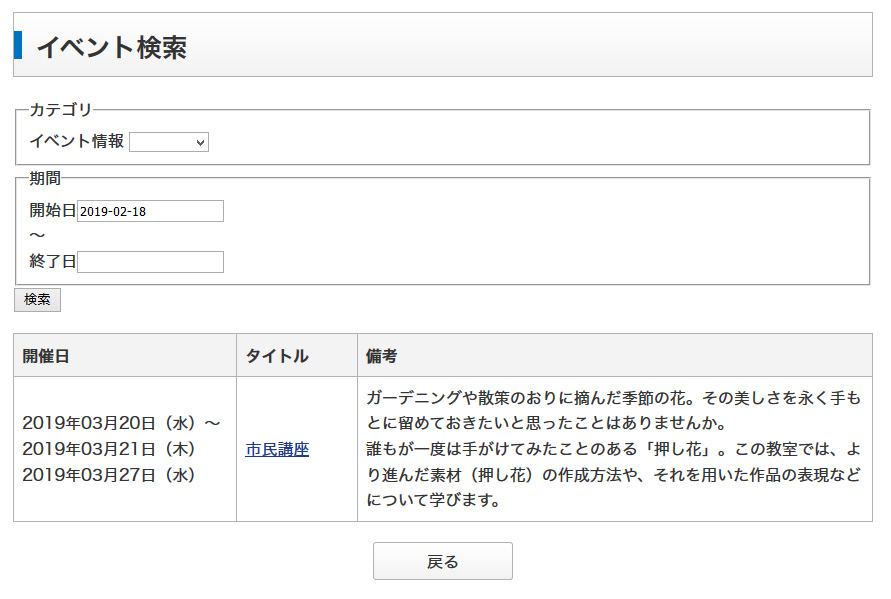 イベント検索
カテゴリ
イベント情報
期間
開始日 2019-02-18
～
終了日
検索
開催日 タイトル 備考
2019年03月20日（水）～
2019年03月21日（木）
2019年03月27日（水）
市民講座
ガーデニングや散策のおりに摘んだ季節の花。その美しさを永く手も
とに留めておきたいと思ったことはありませんか。
誰もが一度は手がけてみたことのある「押し花」。この教室では、よ
り進んだ素材（押し花）の作成方法や、それを用いた作品の表現など
について学びます。
戻る